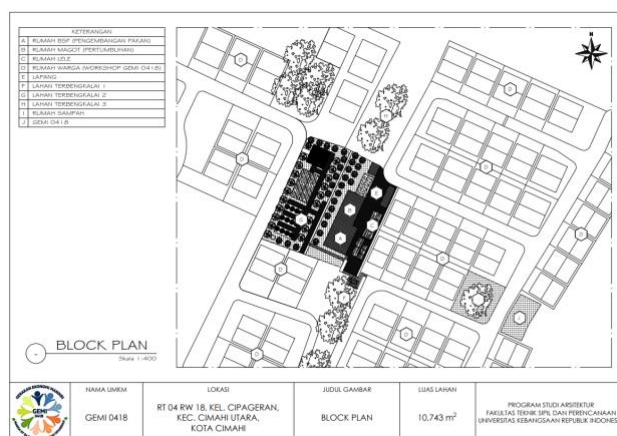 KETERANGAN
A RUMAH BSF (PENGEMBANGAN PAKAN)
B RUMAH MAGOT (PERTUMBUHAN)
C RUMAH LELE
D RUMAH WARGA (WORKSHOP GEMI 0418)
E LAPANG
F LAHAN TERBENGKALAI 1
G LAHAN TERBENGKALAI 2
H LAHAN TERBENGKALAI 3
I RUMAH SAMPAH
J GEMI 0418
BLOCK PLAN
Skala 1:400
GEMI
NAMA UMKM
GEMI 0418
LOKASI
RT 04 RW 18, KEL. CIPAGERAN,
KEC. CIMAHI UTARA,
KOTA CIMAHI
JUDUL GAMBAR
BLOCK PLAN
LUAS LAHAN
10.743 m²
PROGRAM STUDI ARSITEKTUR
FAKULTAS TEKNIK SIPIL DAN PERENCANAAN
UNIVERSITAS KEBANGSAAN REPUBLIK INDONES